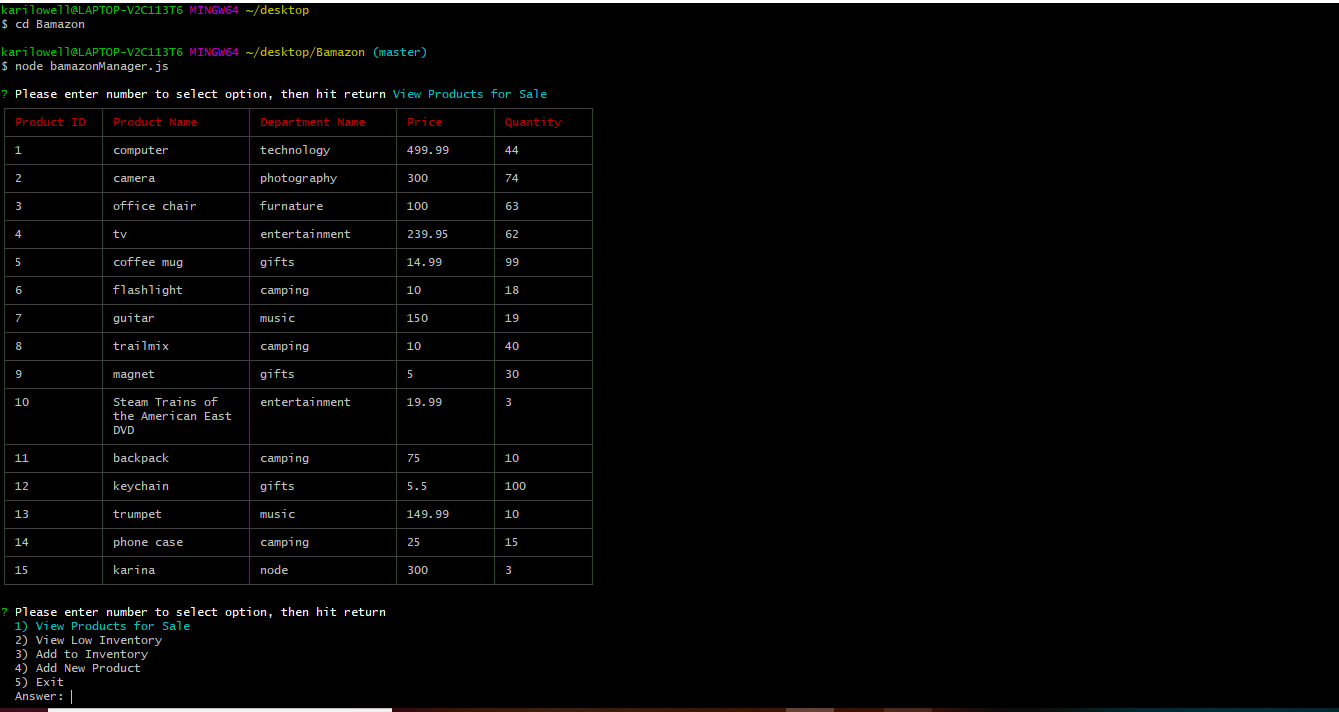 karilowell@LAPTOP-V2C113T6 MINGW64 ~/desktop
$ cd Bamazon
karilowell@LAPTOP-V2C113T6 MINGW64 ~/desktop/Bamazon (master)
$ node bamazonManager.js
? Please enter number to select option, then hit return View Products for Sale
Product ID Product Name Department Name Price Quantity
1 computer technology 499.99 44
2 camera photography 300 74
3 office chair furnature 100 63
4 tv entertainment 239.95 62
5 coffee mug gifts 14.99 99
6 flashlight camping 10 18
7 guitar music 150 19
8 trailmix camping 10 40
9 magnet gifts 5 30
10 Steam Trains of entertainment 19.99 3
the American East
DVD
11 backpack camping 75 10
12 keychain gifts 5.5 100
13 trumpet music 149.99 10
14 phone case camping 25 15
15 karina node 300 3
? Please enter number to select option, then hit return
1) View Products for Sale
2) View Low Inventory
3) Add to Inventory
4) Add New Product
5) Exit
Answer: